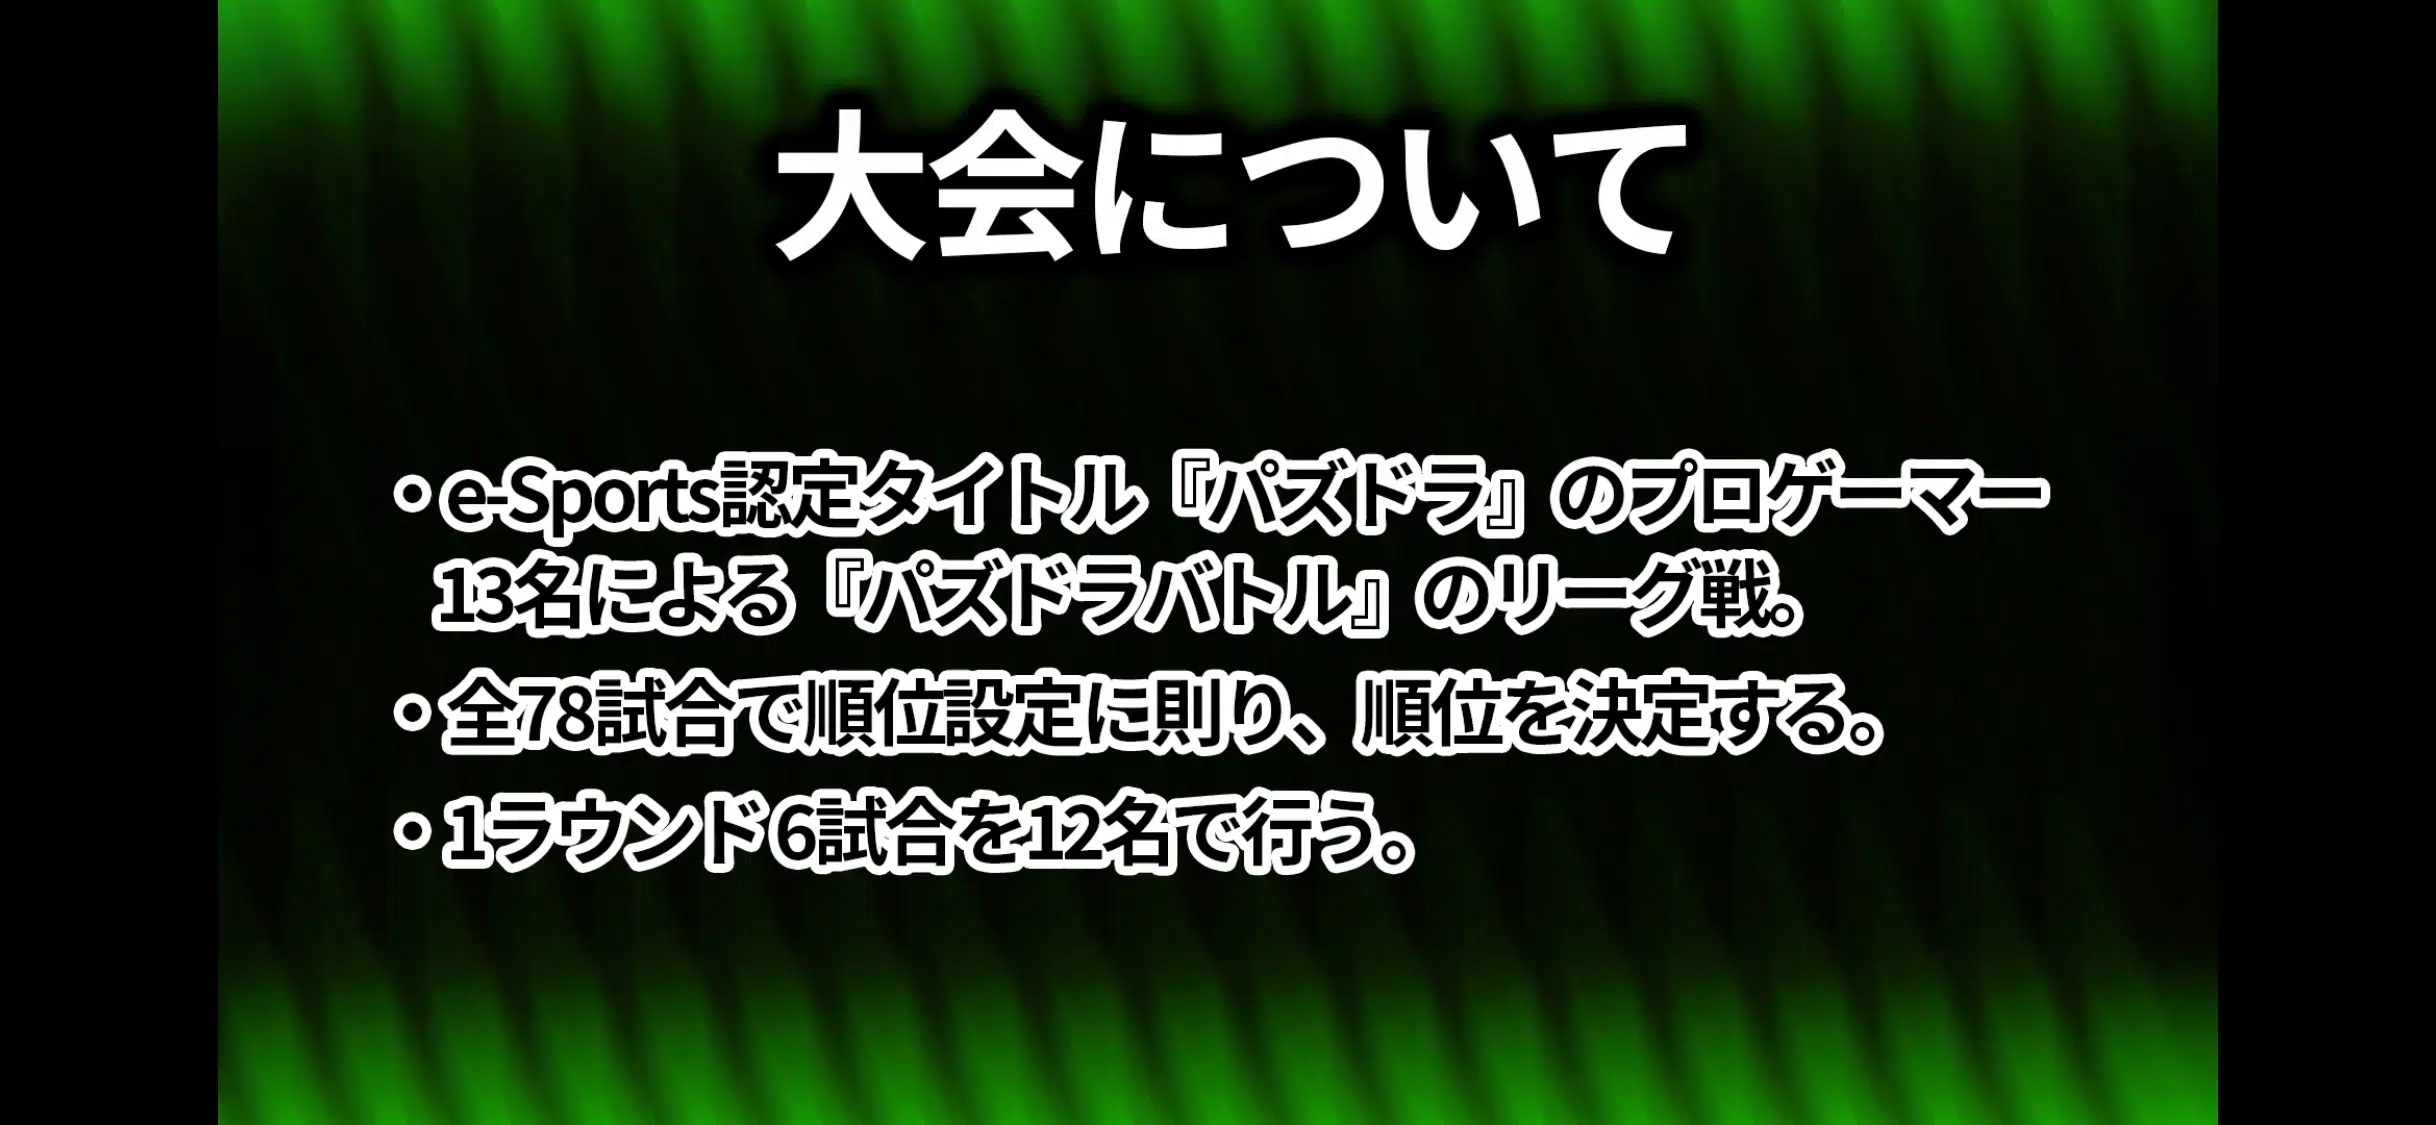 大会について
・e-Sports認定タイトル『パズドラ』のプロゲーマー
13名による『パズドラバトル』のリーグ戦。
・全78試合で順位設定に則り、順位を決定する。
・1ラウンド6試合を12名で行う。